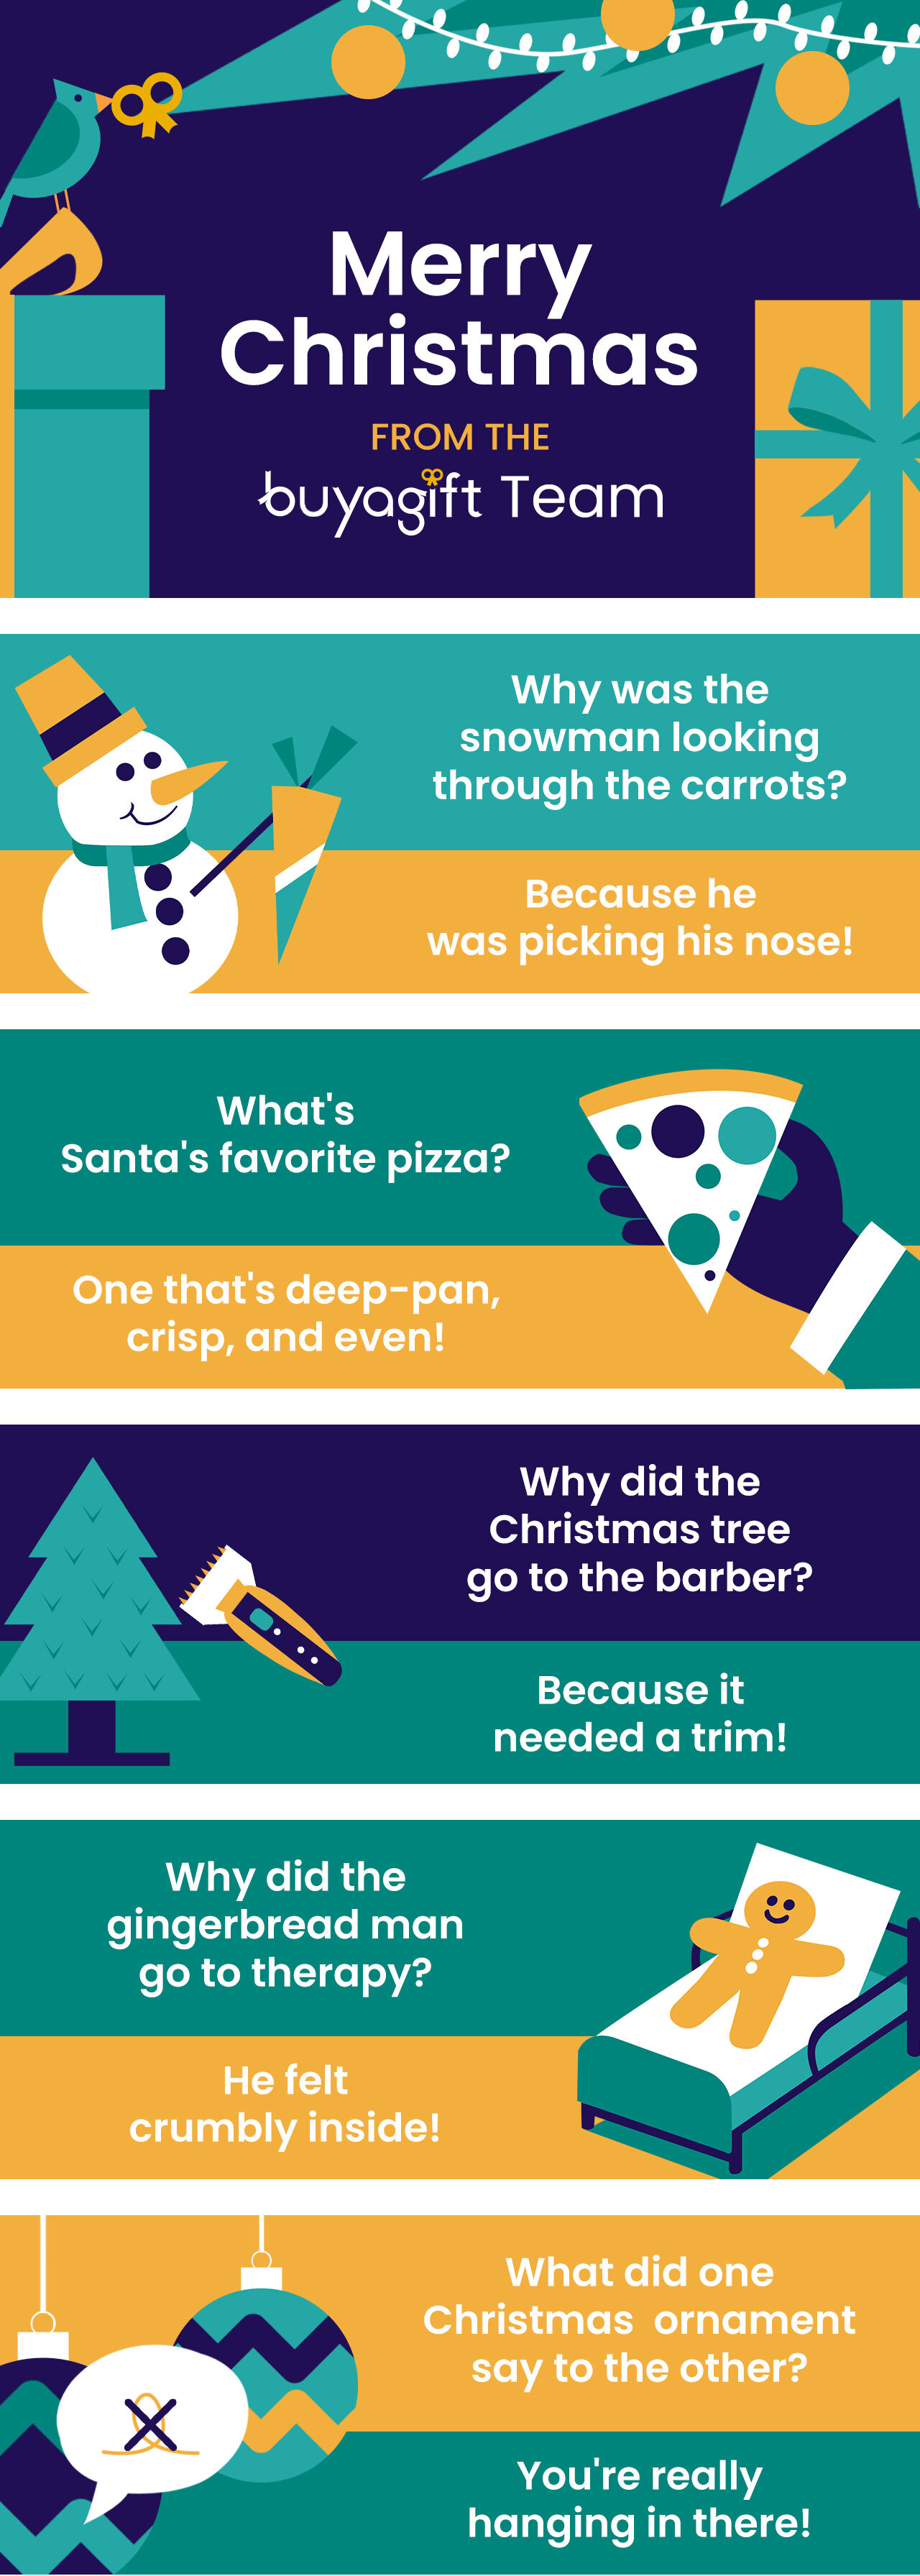 Merry
Christmas
FROM THE
buyagift Team
Why was the
snowman looking
through the carrots?
Because he
was picking his nose!
What's
Santa's favorite pizza?
One that's deep-pan,
crisp, and even!
Why did the
Christmas tree
go to the barber?
Because it
needed a trim!
Why did the
gingerbread man
go to therapy?
He felt
crumbly inside!
What did one
Christmas ornament
say to the other?
You're really
hanging in there!